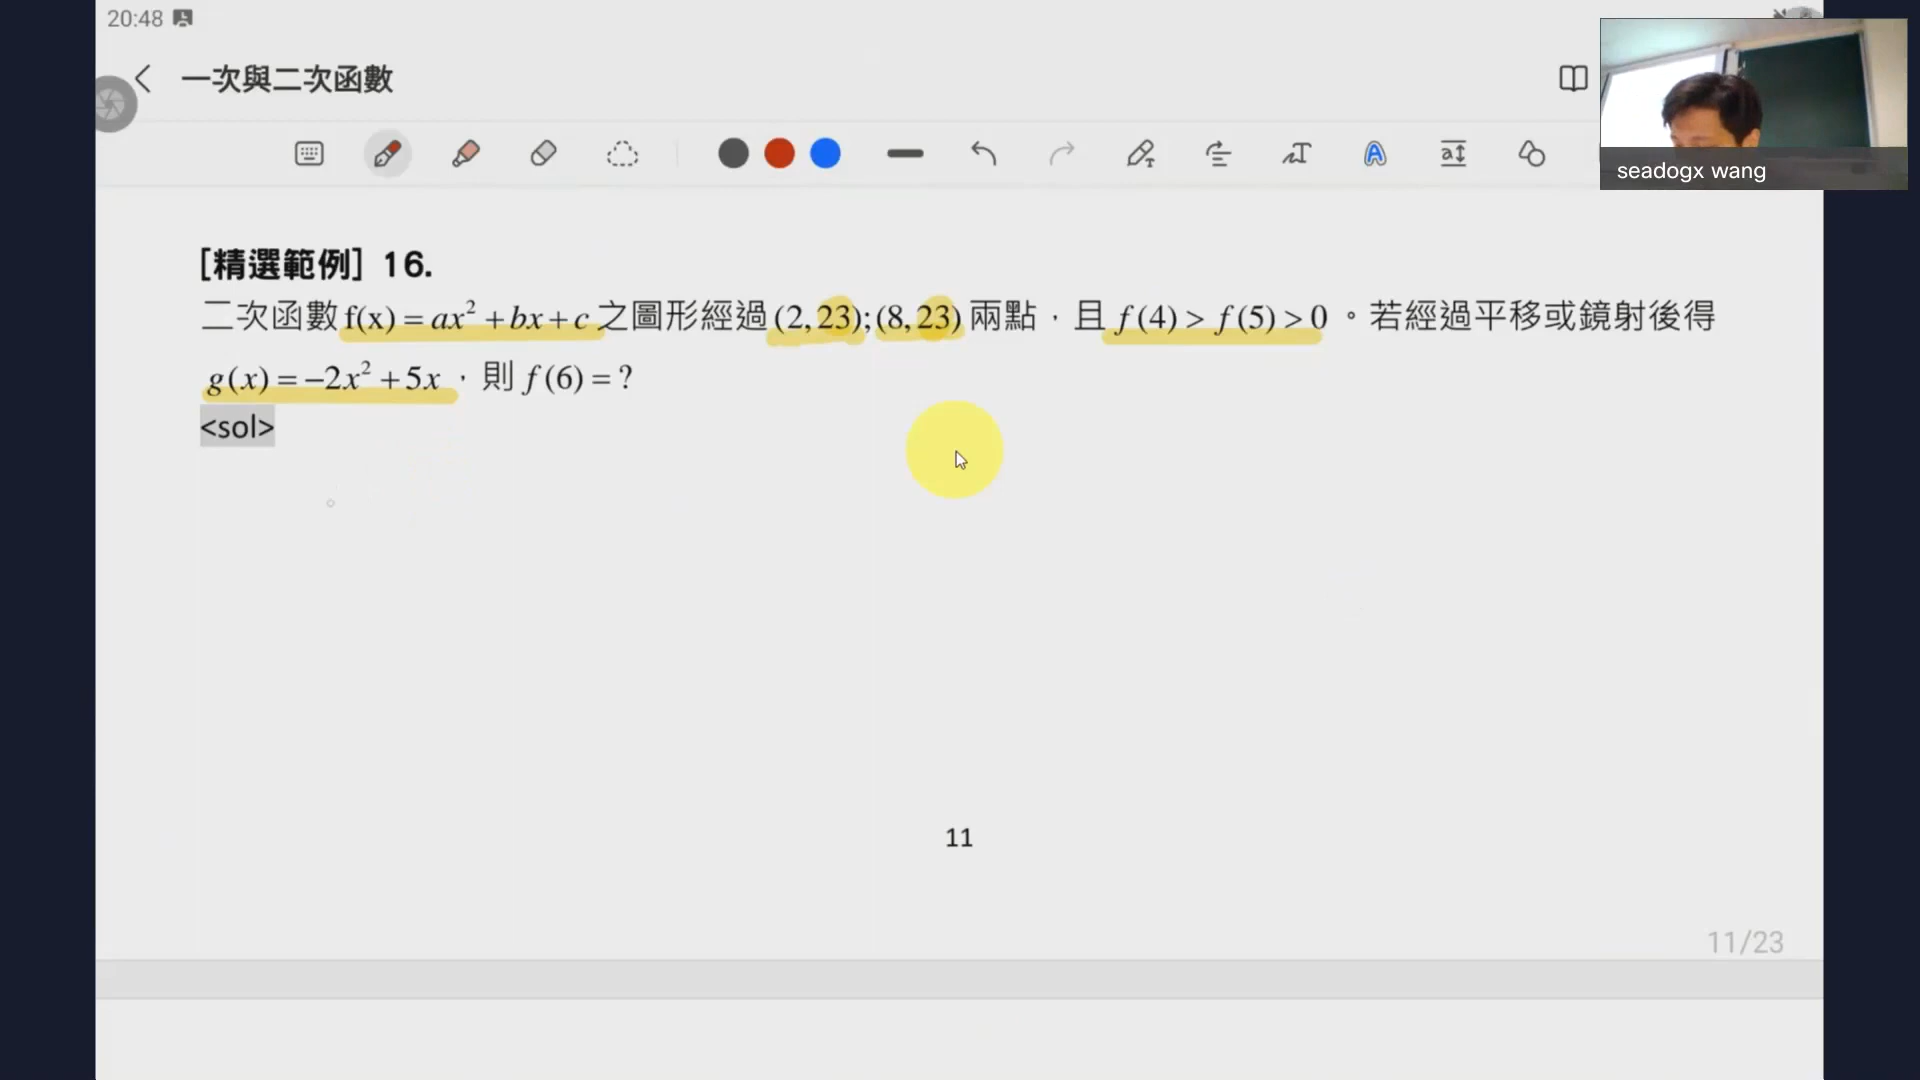 20:48
一次與二次函數
seadogx wang
[精選範例] 16.
二次函數 f(x) = ax² + bx + c 之圖形經過 (2, 23); (8, 23) 兩點，且 f(4) > f(5) > 0 。若經過平移或鏡射後得
g(x) = −2x² + 5x ，則 f(6) = ?
<sol>
11
11/23